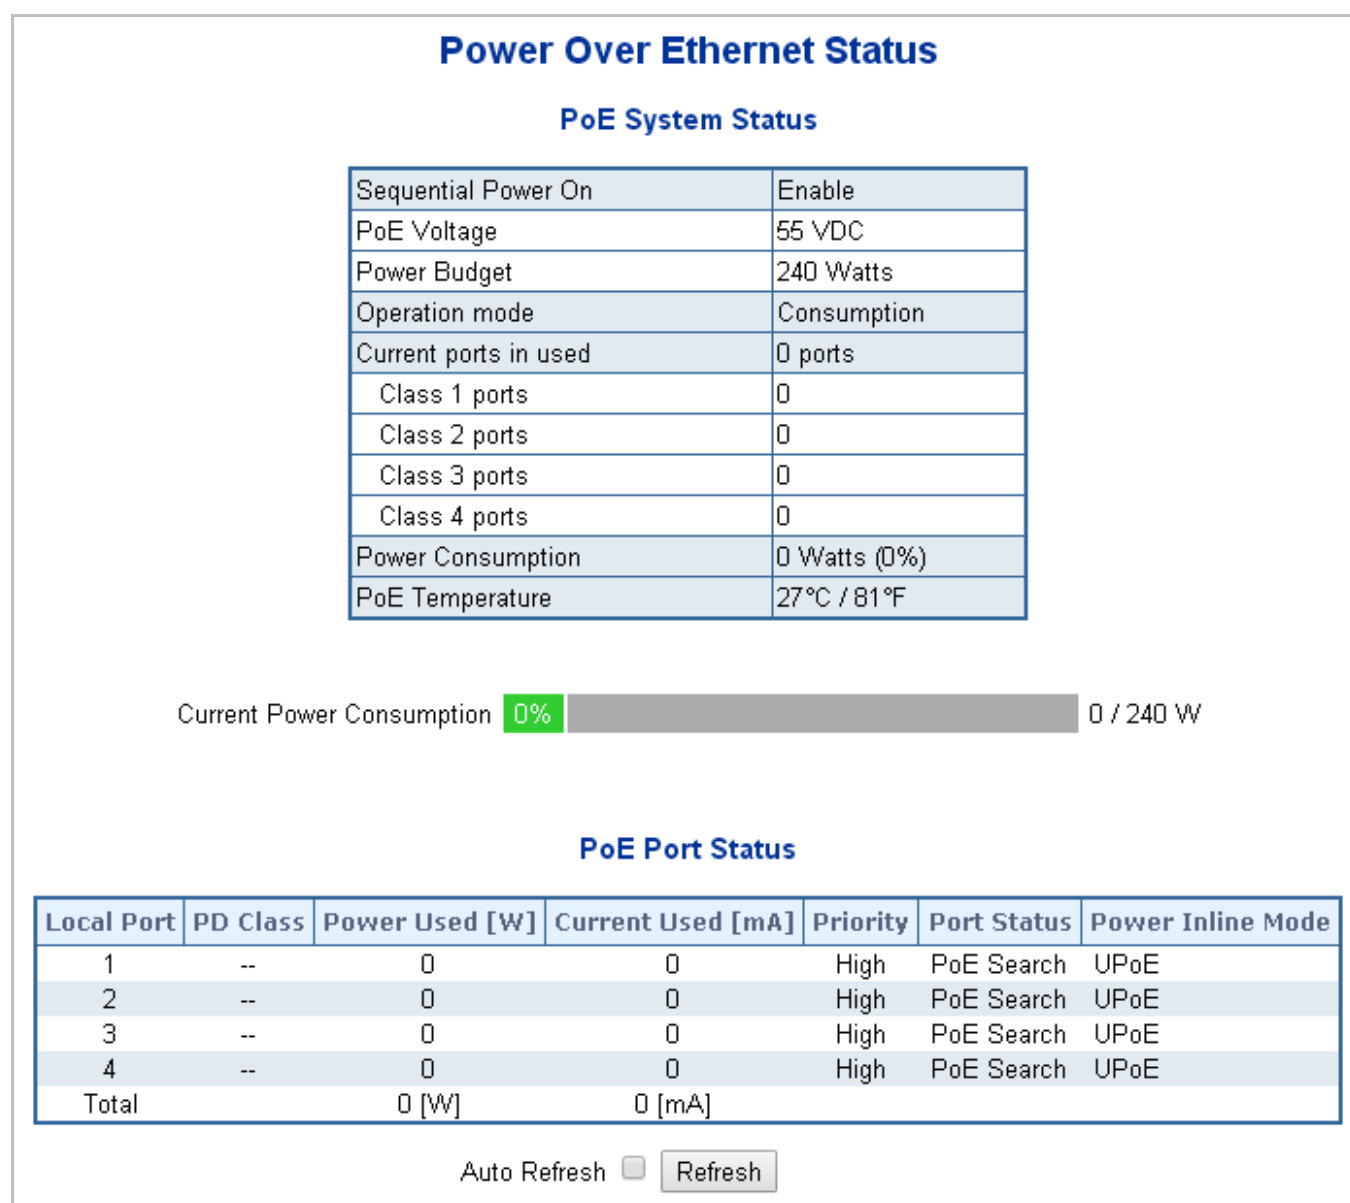 Power Over Ethernet Status
PoE System Status
Sequential Power On Enable
PoE Voltage 55 VDC
Power Budget 240 Watts
Operation mode Consumption
Current ports in used 0 ports
Class 1 ports 0
Class 2 ports 0
Class 3 ports 0
Class 4 ports 0
Power Consumption 0 Watts (0%)
PoE Temperature 27°C / 81°F
Current Power Consumption 0% 0 / 240 W
PoE Port Status
Local Port PD Class Power Used [W] Current Used [mA] Priority Port Status Power Inline Mode
1 -- 0 0 High PoE Search UPoE
2 -- 0 0 High PoE Search UPoE
3 -- 0 0 High PoE Search UPoE
4 -- 0 0 High PoE Search UPoE
Total 0 [W] 0 [mA]
Auto Refresh Refresh